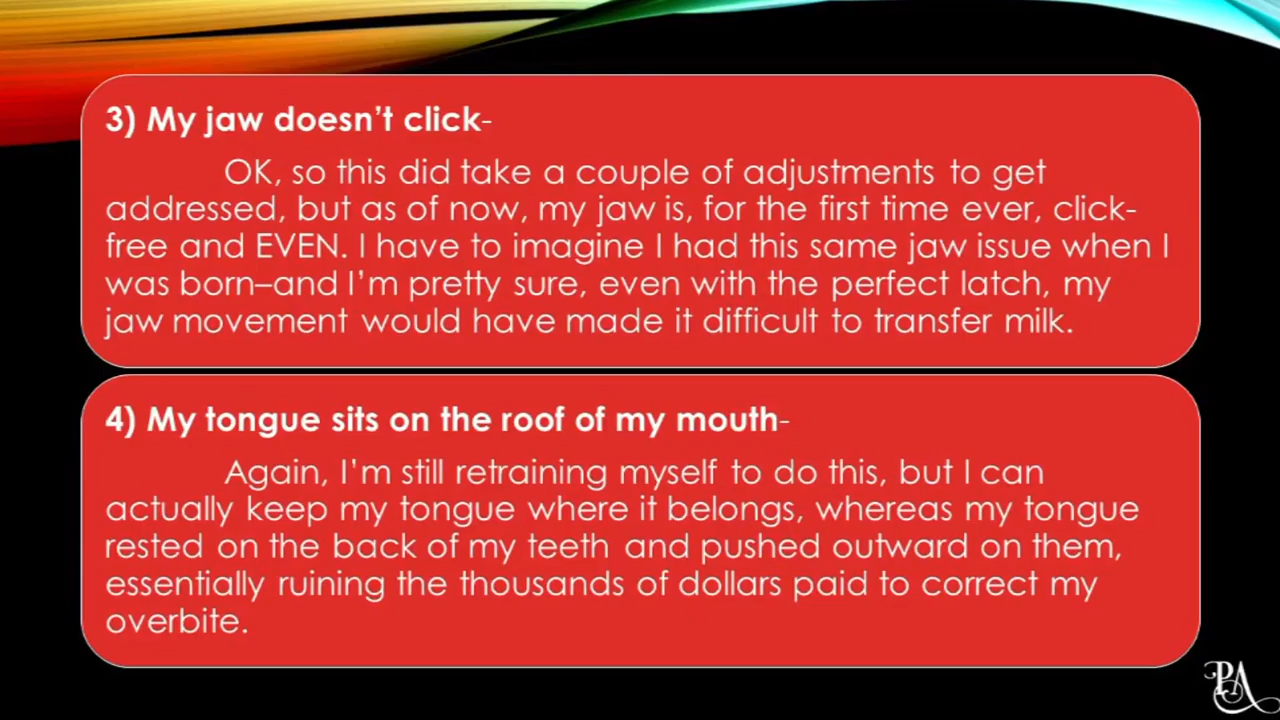 3) My jaw doesn't click-
OK, so this did take a couple of adjustments to get
addressed, but as of now, my jaw is, for the first time ever, click-
free and EVEN. I have to imagine I had this same jaw issue when I
was born–and I'm pretty sure, even with the perfect latch, my
jaw movement would have made it difficult to transfer milk.
4) My tongue sits on the roof of my mouth-
Again, I'm still retraining myself to do this, but I can
actually keep my tongue where it belongs, whereas my tongue
rested on the back of my teeth and pushed outward on them,
essentially ruining the thousands of dollars paid to correct my
overbite.
PA